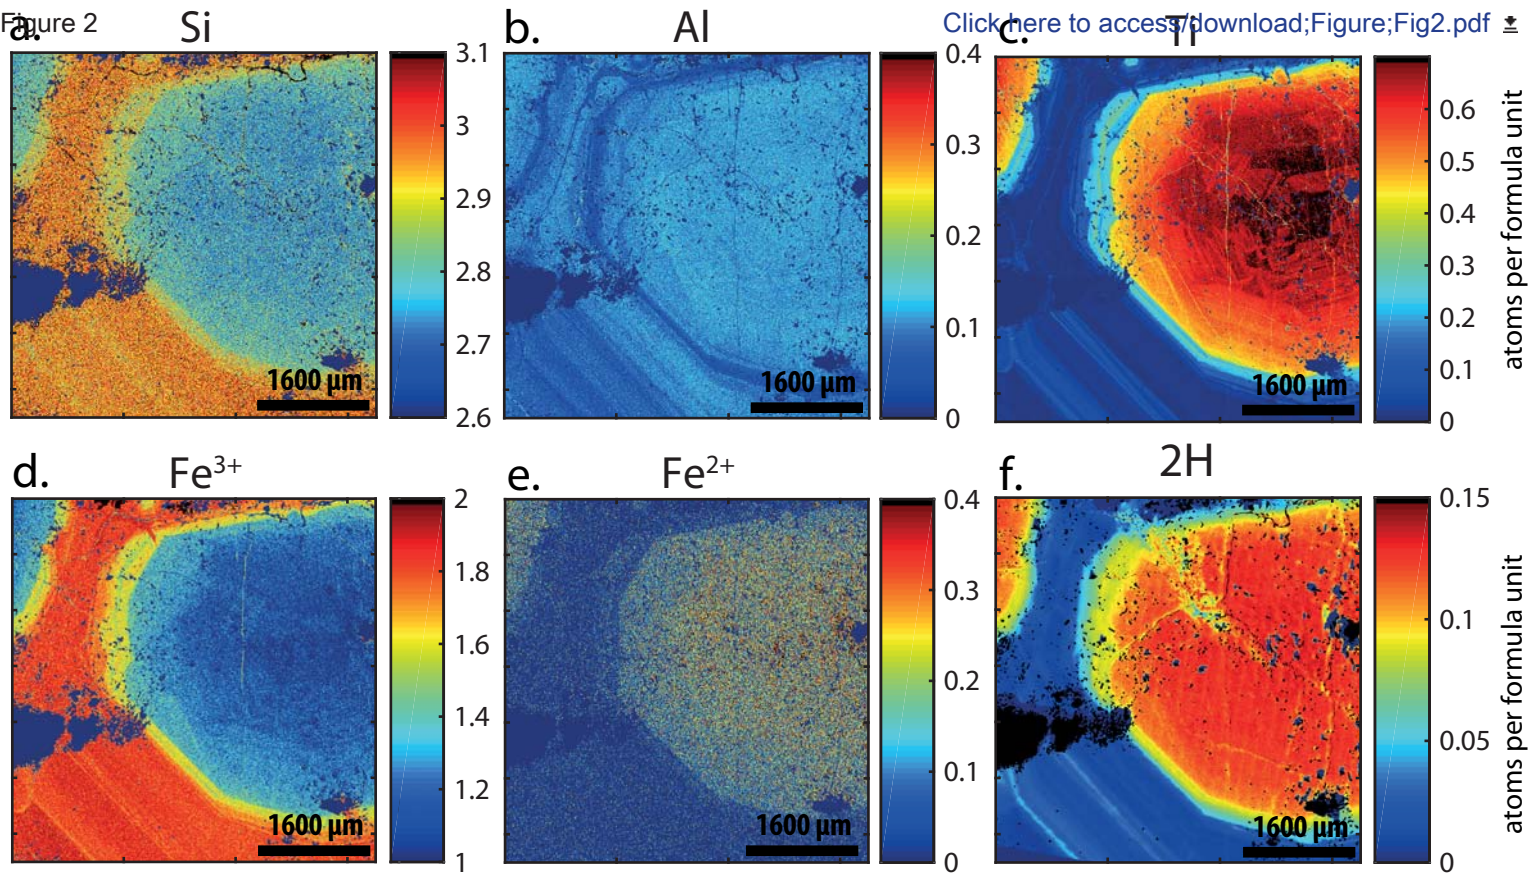 Figure 2
Click here to access/download;Figure;Fig2.pdf
a. Si
b. Al
c. Ti
3.1
3
2.9
2.8
2.7
2.6
0.4
0.3
0.2
0.1
0
0.6
0.5
0.4
0.3
0.2
0.1
0
atoms per formula unit
1600 µm
1600 µm
1600 µm
d. Fe3+
e. Fe2+
f. 2H
2
1.8
1.6
1.4
1.2
1
0.4
0.3
0.2
0.1
0
0.15
0.1
0.05
0
atoms per formula unit
1600 µm
1600 µm
1600 µm